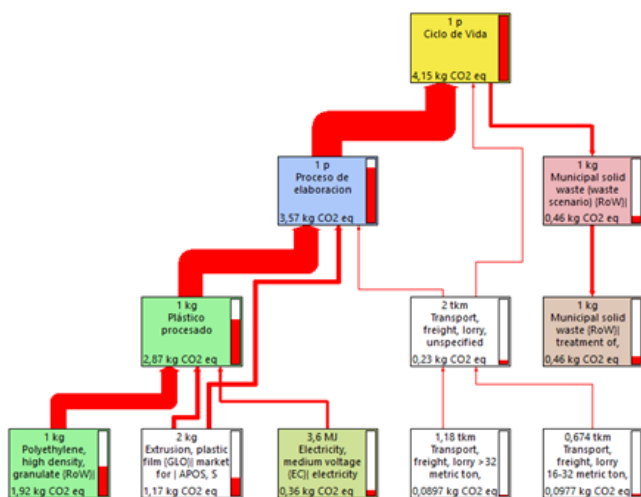 1 p
Ciclo de Vida
4,15 kg CO2 eq
1 p
Proceso de
elaboracion
3,57 kg CO2 eq
1 kg
Municipal solid
waste (waste
scenario) {RoW}|
0,46 kg CO2 eq
1 kg
Plástico
procesado
2,87 kg CO2 eq
2 tkm
Transport,
freight, lorry,
unspecified
0,23 kg CO2 eq
1 kg
Municipal solid
waste {RoW}|
treatment of,
0,46 kg CO2 eq
1 kg
Polyethylene,
high density,
granulate {RoW}|
1,92 kg CO2 eq
2 kg
Extrusion, plastic
film {GLO}| market
for | APOS, S
1,17 kg CO2 eq
3,6 MJ
Electricity,
medium voltage
{EC}| electricity
0,36 kg CO2 eq
1,18 tkm
Transport,
freight, lorry >32
metric ton,
0,0897 kg CO2 eq
0,674 tkm
Transport,
freight, lorry
16-32 metric ton,
0,0977 kg CO2 eq